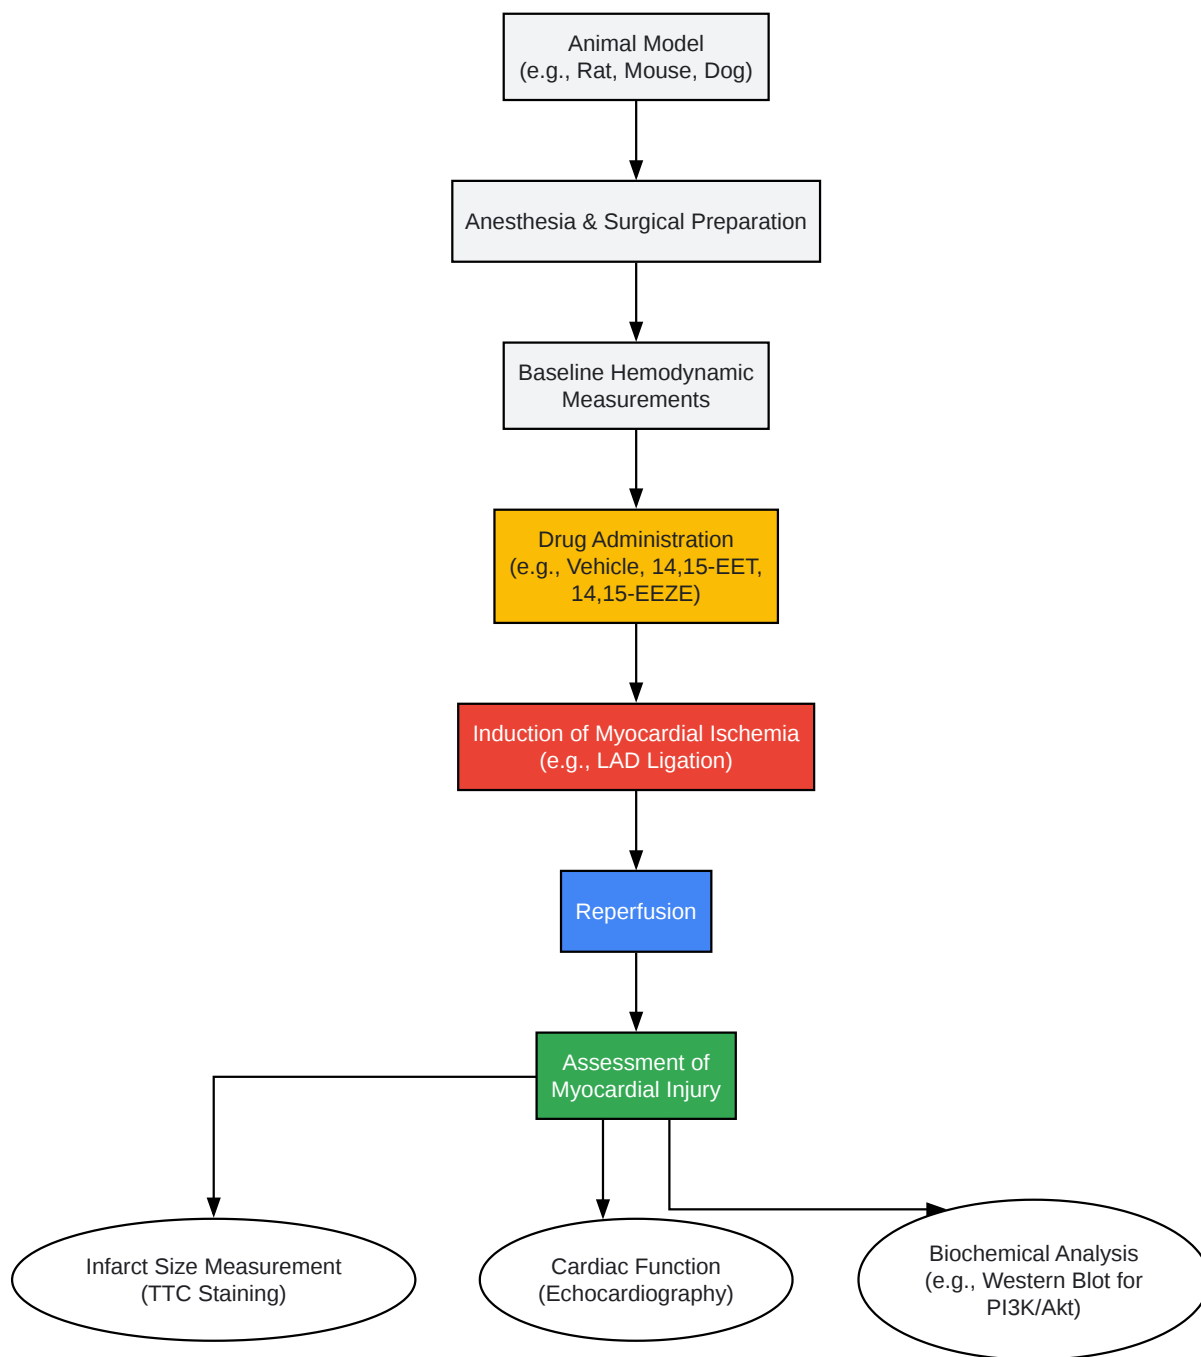 Animal Model
(e.g., Rat, Mouse, Dog)
Anesthesia & Surgical Preparation
Baseline Hemodynamic
Measurements
Drug Administration
(e.g., Vehicle, 14,15-EET,
14,15-EEZE)
Induction of Myocardial Ischemia
(e.g., LAD Ligation)
Reperfusion
Assessment of
Myocardial Injury
Infarct Size Measurement
(TTC Staining)
Cardiac Function
(Echocardiography)
Biochemical Analysis
(e.g., Western Blot for
PI3K/Akt)